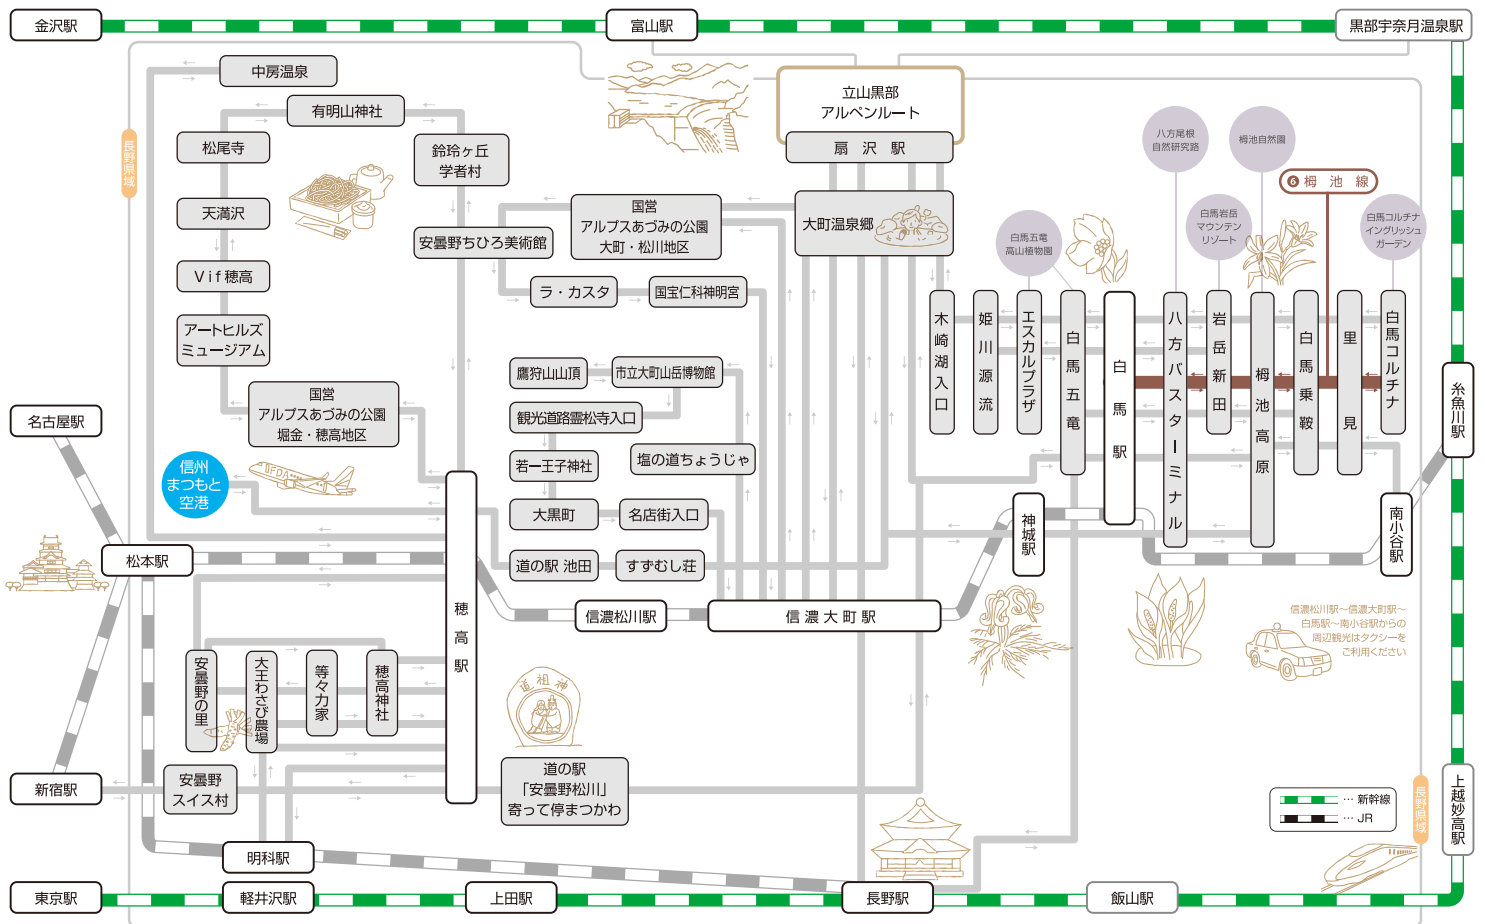 金沢駅
富山駅
黒部宇奈月温泉駅
中房温泉
立山黒部
アルペンルート
有明山神社
松尾寺
鈴玲ヶ丘
学者村
扇沢駅
八方尾根
自然研究路
栂池自然園
長野県域
❻栂池線
天満沢
国営
アルプスあづみの公園
大町・松川地区
大町温泉郷
白馬五竜
高山植物園
白馬岩岳
マウンテン
リゾート
白馬コルチナ
イングリッシュ
ガーデン
安曇野ちひろ美術館
Vif穂高
ラ・カスタ
国宝仁科神明宮
木崎湖入口
姫川源流
エスカルプラザ
白馬五竜
白馬駅
八方バスターミナル
岩岳新田
栂池高原
白馬乗鞍
里見
白馬コルチナ
アートヒルズ
ミュージアム
鷹狩山山頂
市立大町山岳博物館
国営
アルプスあづみの公園
堀金・穂高地区
観光道路霊松寺入口
名古屋駅
糸魚川駅
信州
まつもと
空港
FDA
若一王子神社
塩の道ちょうじゃ
大黒町
名店街入口
神城駅
南小谷駅
松本駅
道の駅 池田
すずむし荘
穂高駅
信濃松川駅
信濃大町駅
信濃松川駅〜信濃大町駅〜
白馬駅〜南小谷駅からの
周辺観光はタクシーを
ご利用ください
安曇野の里
大王わさび農場
等々力家
穂高神社
道祖神
新宿駅
安曇野
スイス村
道の駅
「安曇野松川」
寄って停まつかわ
長野県域
上越妙高駅
… 新幹線
… JR
明科駅
東京駅
軽井沢駅
上田駅
長野駅
飯山駅